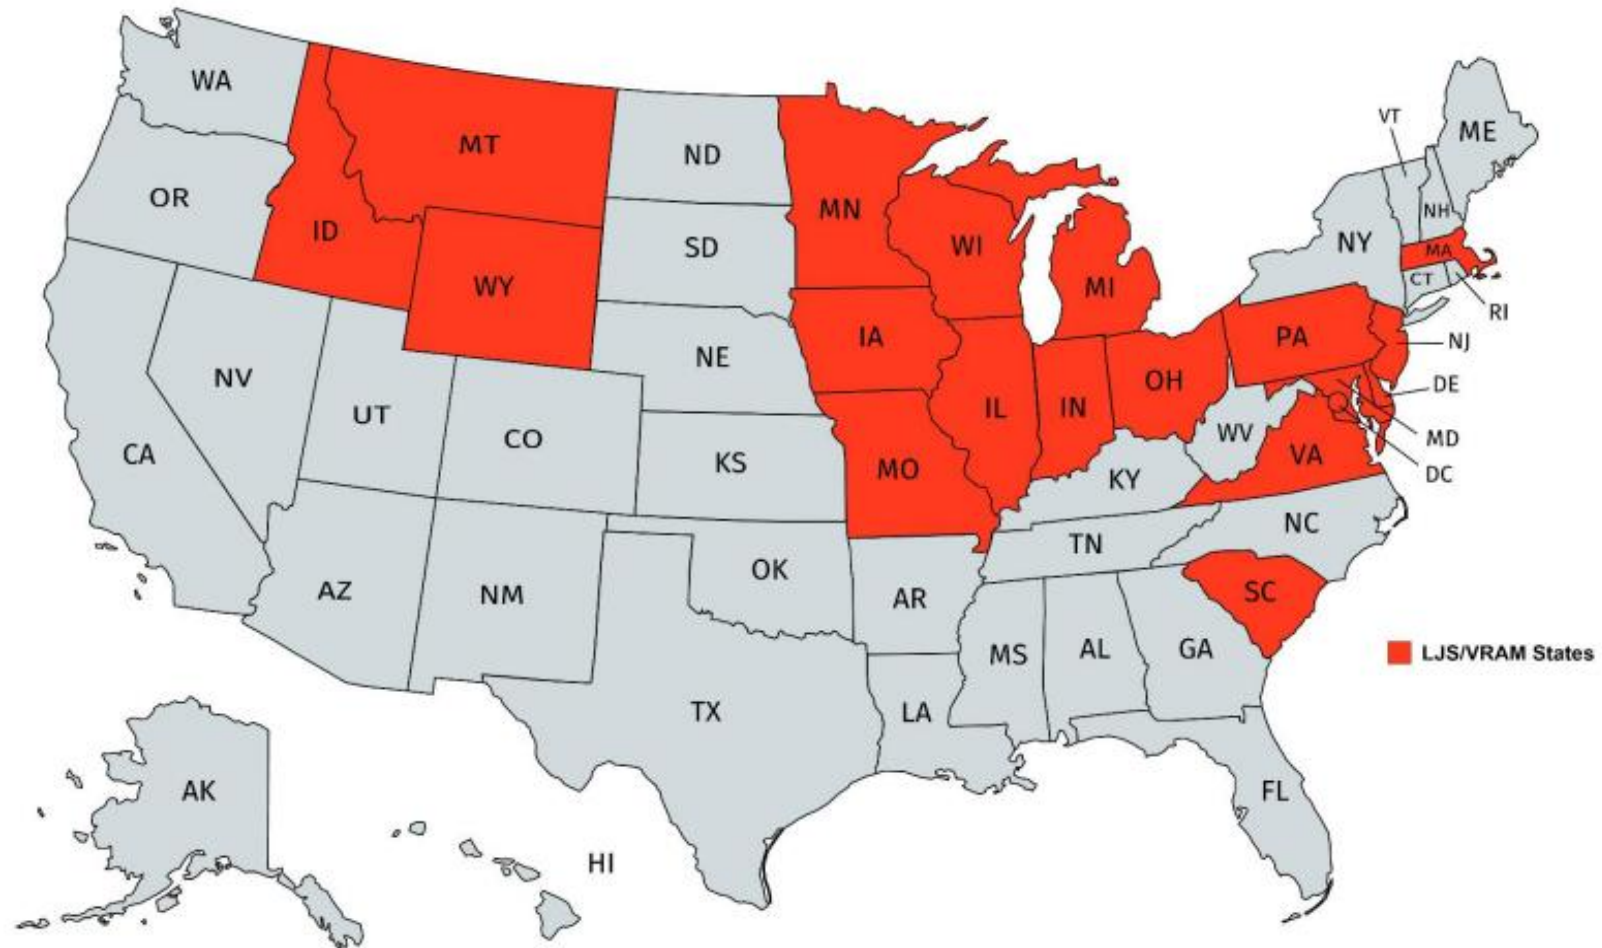 WA
MT
ND
MN
VT
ME
OR
ID
SD
WI
MI
NY
NH
MA
CT
RI
WY
NE
IA
PA
NJ
NV
UT
CO
KS
IL
IN
OH
DE
CA
MO
KY
WV
VA
MD
DC
AZ
NM
OK
AR
TN
NC
SC
TX
LA
MS
AL
GA
LJS/VRAM States
AK
HI
FL